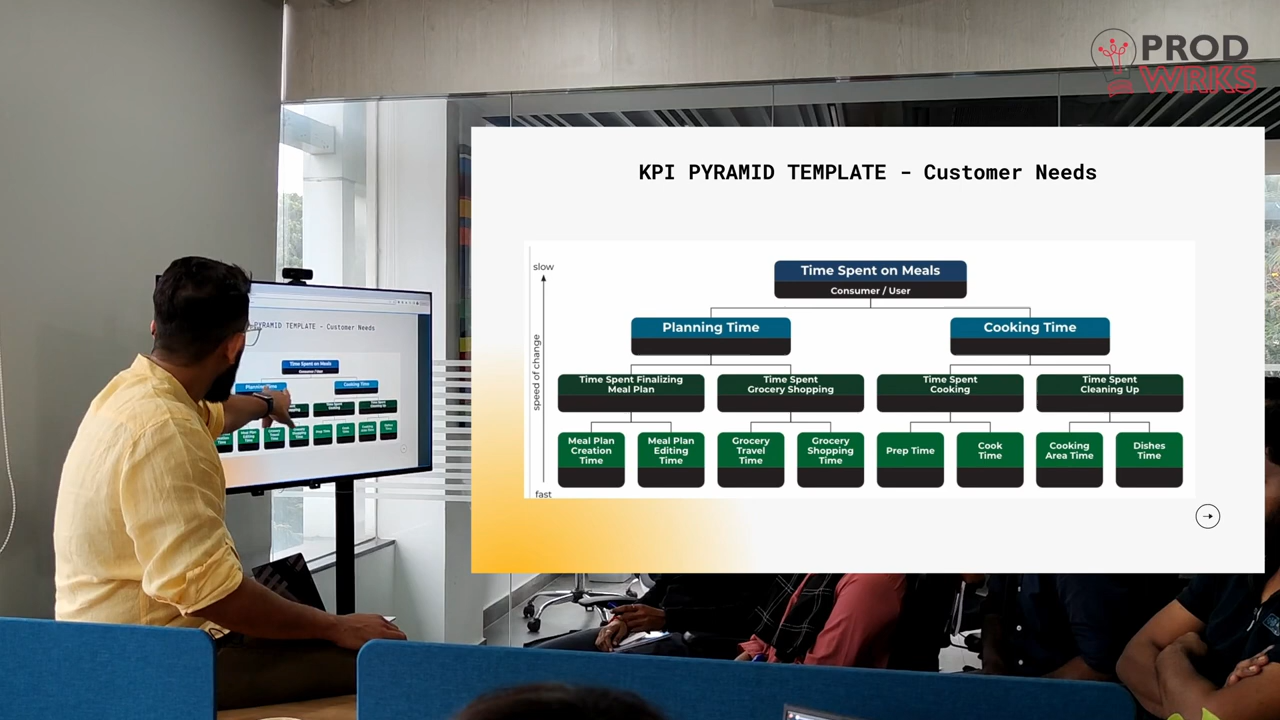 PROD
WRKS
KPI PYRAMID TEMPLATE - Customer Needs
slow
speed of change
fast
Time Spent on Meals
Consumer / User
Planning Time
Cooking Time
Time Spent Finalizing
Meal Plan
Time Spent
Grocery Shopping
Time Spent
Cooking
Time Spent
Cleaning Up
Meal Plan
Creation
Time
Meal Plan
Editing
Time
Grocery
Travel
Time
Grocery
Shopping
Time
Prep Time
Cook
Time
Cooking
Area Time
Dishes
Time
PYRAMID TEMPLATE - Customer Needs
Time Spent on Meals
Consumer / User
Planning Time
Cooking Time